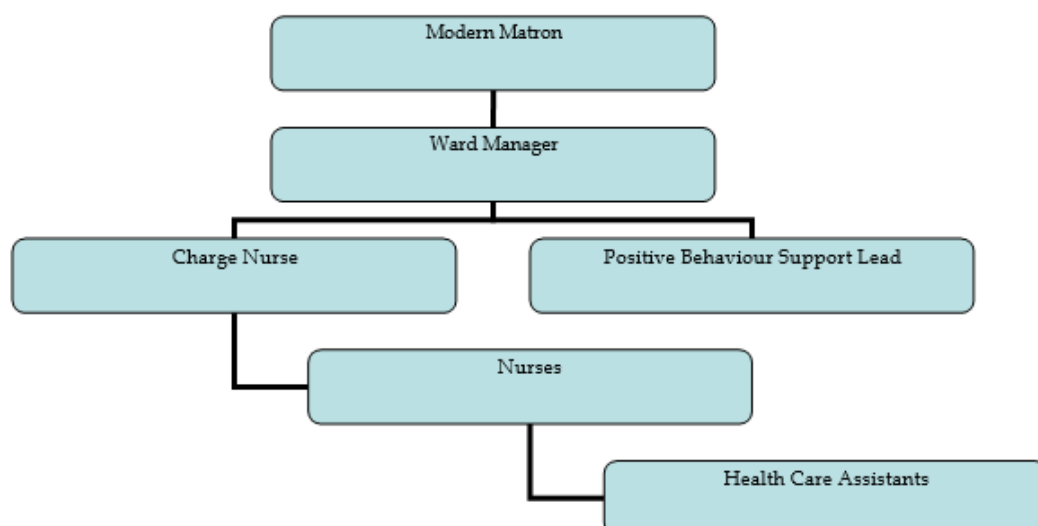 Modern Matron
Ward Manager
Charge Nurse
Positive Behaviour Support Lead
Nurses
Health Care Assistants